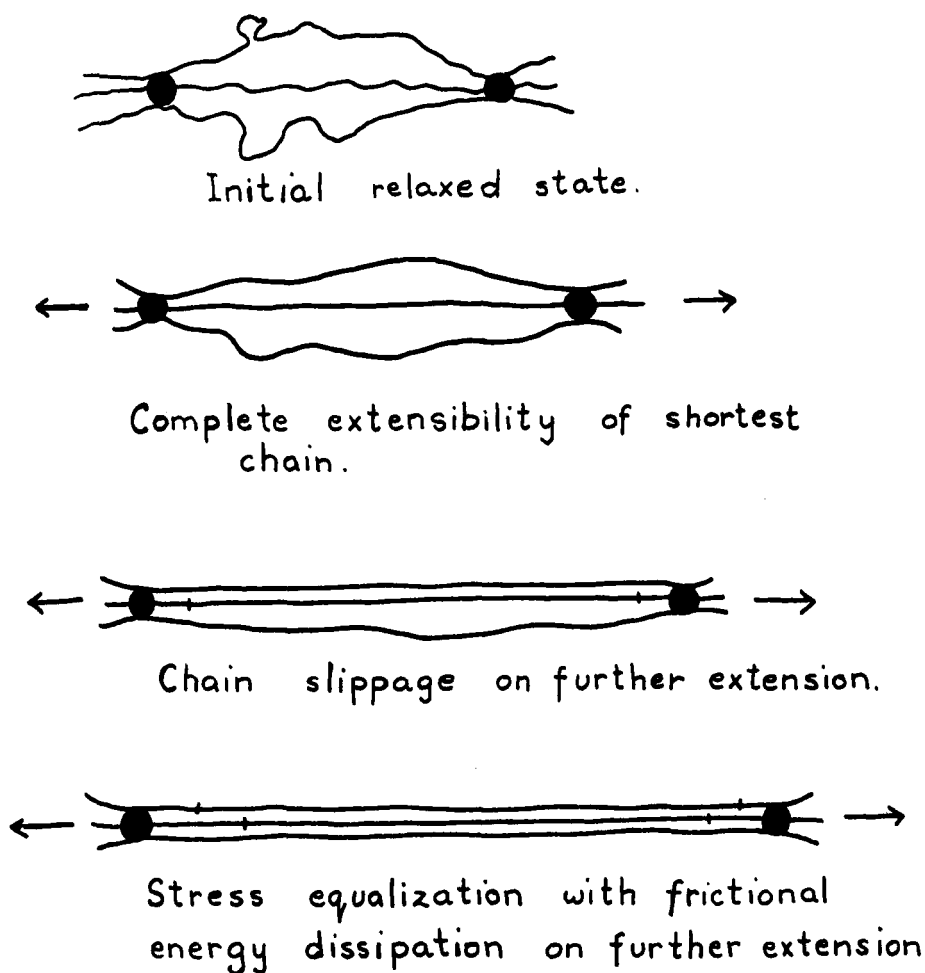 Initial relaxed state.
Complete extensibility of shortest
chain.
Chain slippage on further extension.
Stress equalization with frictional
energy dissipation on further extension